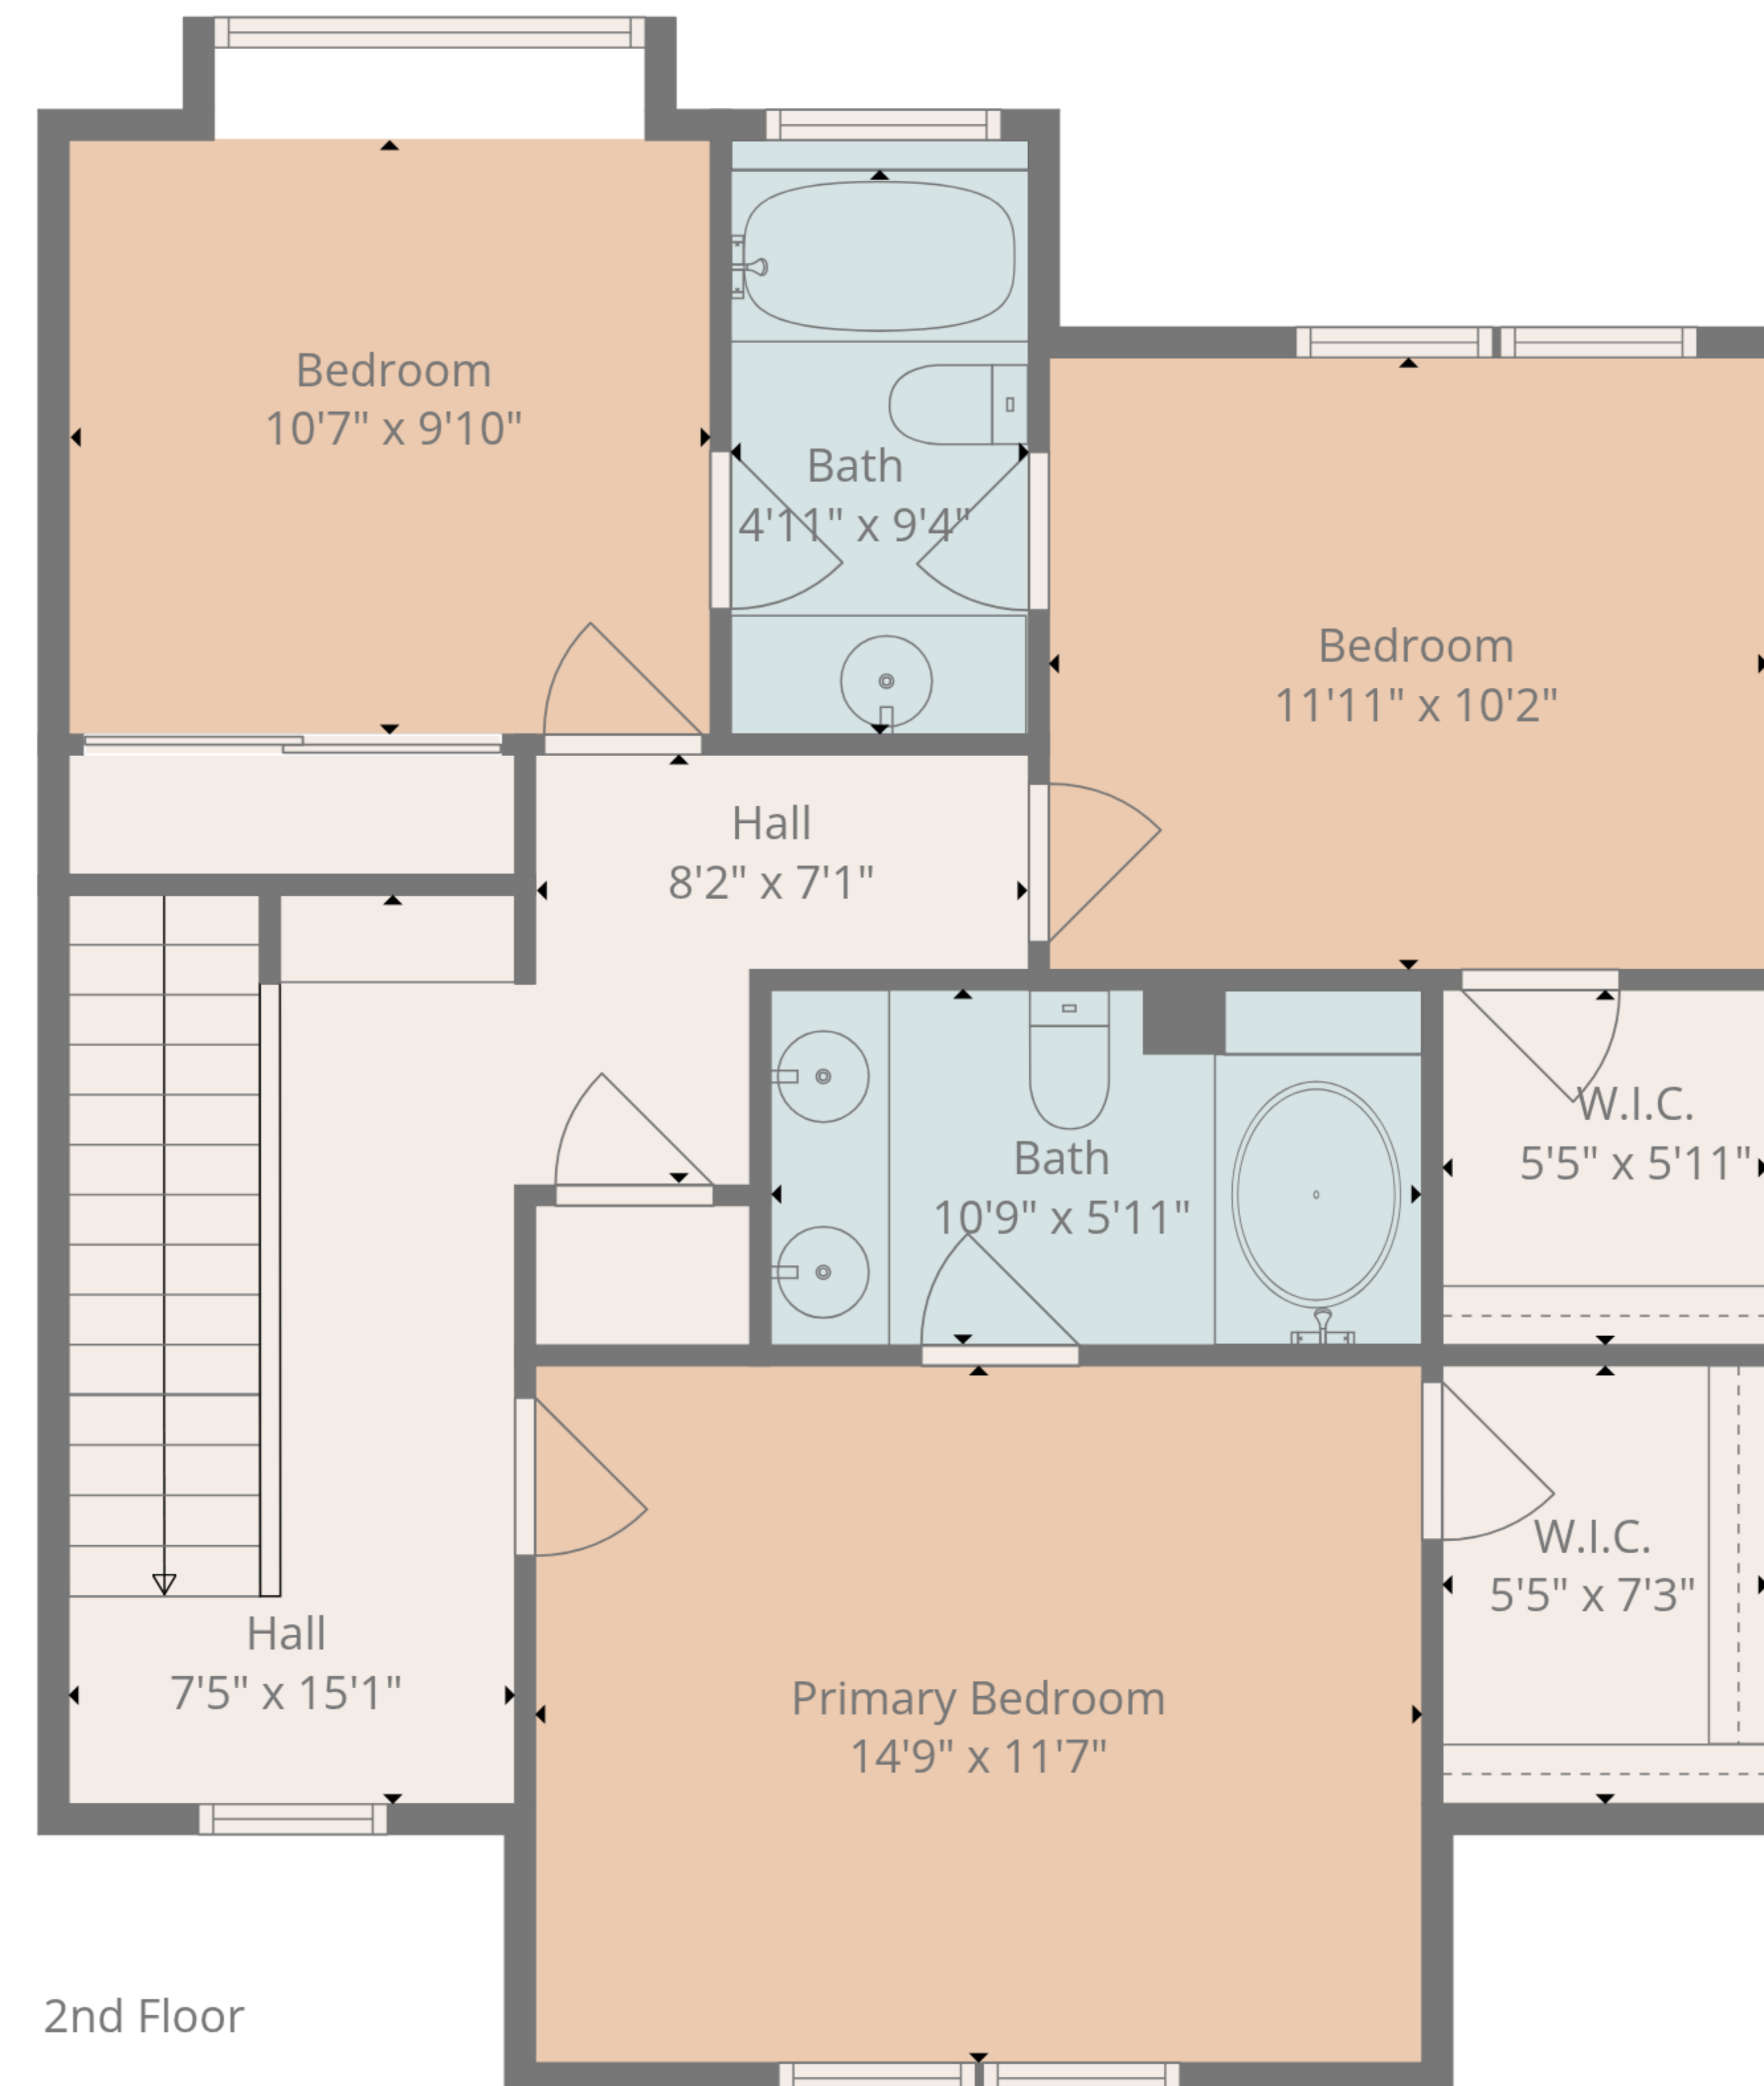 Bedroom
10'7" x 9'10"
Bath
4'11" x 9'4"
Bedroom
11'11" x 10'2"
Hall
8'2" x 7'1"
W.I.C.
5'5" x 5'11"
Bath
10'9" x 5'11"
W.I.C.
5'5" x 7'3"
Hall
7'5" x 15'1"
Primary Bedroom
14'9" x 11'7"
2nd Floor